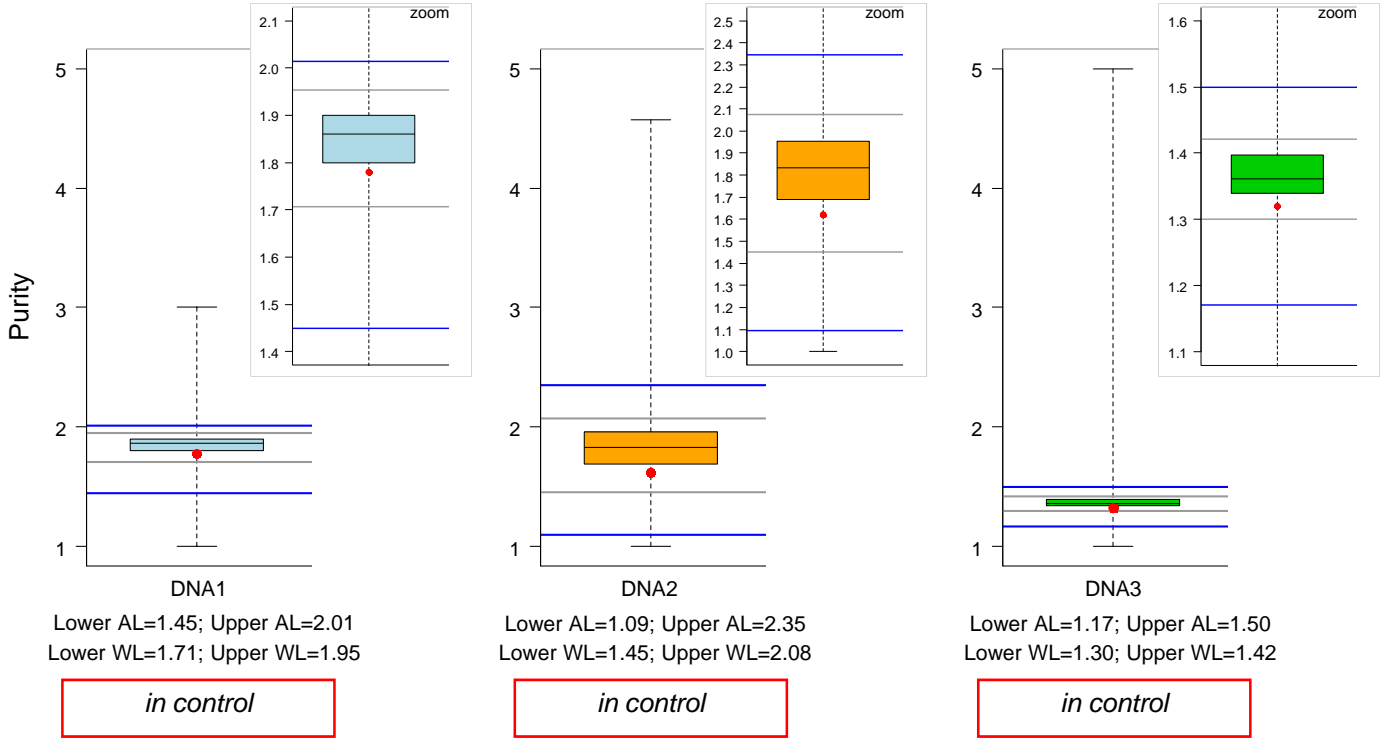 zoom
2.1
2.0
1.9
1.8
1.7
1.6
1.5
1.4
5
4
3
2
1
Purity
DNA1
Lower AL=1.45; Upper AL=2.01
Lower WL=1.71; Upper WL=1.95
in control
zoom
2.5
2.4
2.3
2.2
2.1
2.0
1.9
1.8
1.7
1.6
1.5
1.4
1.3
1.2
1.1
1.0
5
4
3
2
1
DNA2
Lower AL=1.09; Upper AL=2.35
Lower WL=1.45; Upper WL=2.08
in control
zoom
1.6
1.5
1.4
1.3
1.2
1.1
5
4
3
2
1
DNA3
Lower AL=1.17; Upper AL=1.50
Lower WL=1.30; Upper WL=1.42
in control